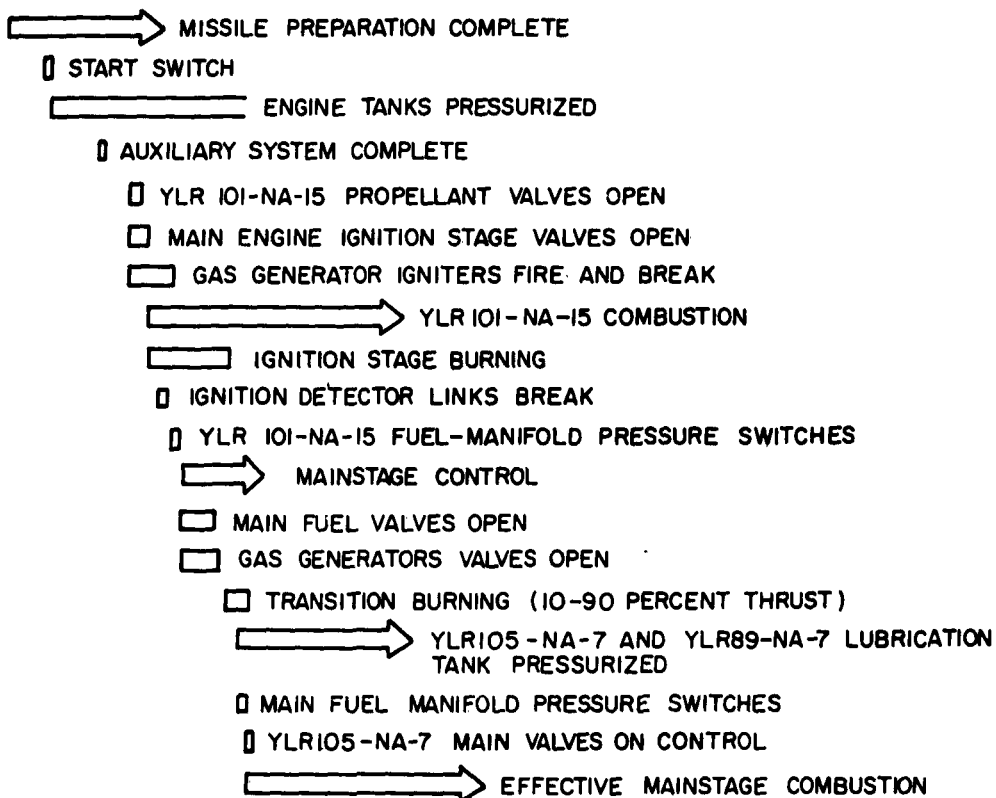 MISSILE PREPARATION COMPLETE
START SWITCH
ENGINE TANKS PRESSURIZED
AUXILIARY SYSTEM COMPLETE
YLR 101-NA-15 PROPELLANT VALVES OPEN
MAIN ENGINE IGNITION STAGE VALVES OPEN
GAS GENERATOR IGNITERS FIRE AND BREAK
YLR 101-NA-15 COMBUSTION
IGNITION STAGE BURNING
IGNITION DETECTOR LINKS BREAK
YLR 101-NA-15 FUEL-MANIFOLD PRESSURE SWITCHES
MAINSTAGE CONTROL
MAIN FUEL VALVES OPEN
GAS GENERATORS VALVES OPEN
TRANSITION BURNING (10-90 PERCENT THRUST)
YLR105-NA-7 AND YLR89-NA-7 LUBRICATION
TANK PRESSURIZED
MAIN FUEL MANIFOLD PRESSURE SWITCHES
YLR105-NA-7 MAIN VALVES ON CONTROL
EFFECTIVE MAINSTAGE COMBUSTION